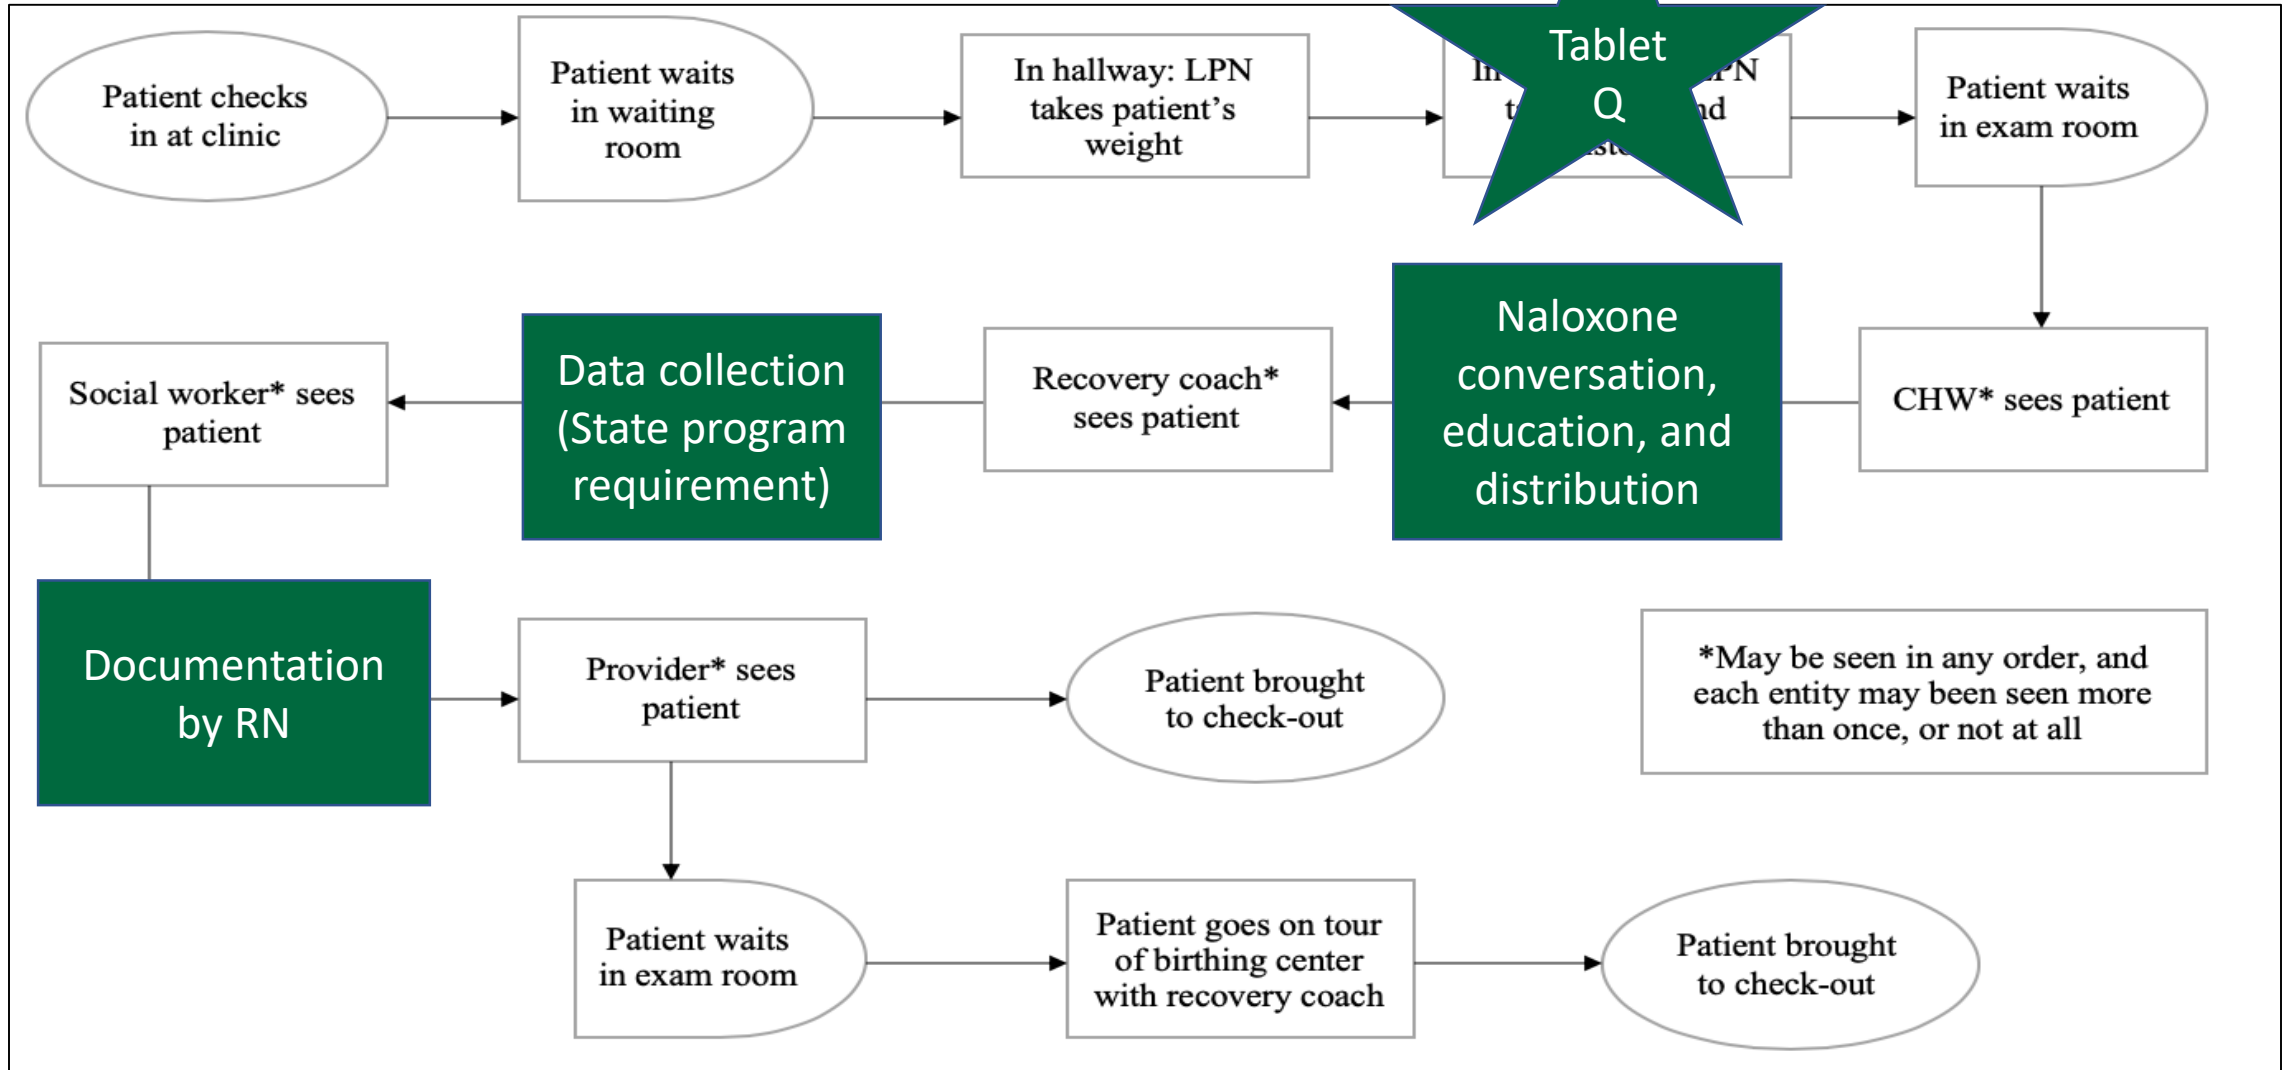 Patient checks
in at clinic
Patient waits
in waiting
room
In hallway: LPN
takes patient's
weight
Tablet
Q
In
Patient waits
in exam room
Social worker* sees
patient
Data collection
(State program
requirement)
Recovery coach*
sees patient
Naloxone
conversation,
education, and
distribution
CHW* sees patient
Documentation
by RN
Provider* sees
patient
Patient brought
to check-out
*May be seen in any order, and
each entity may been seen more
than once, or not at all
Patient waits
in exam room
Patient goes on tour
of birthing center
with recovery coach
Patient brought
to check-out